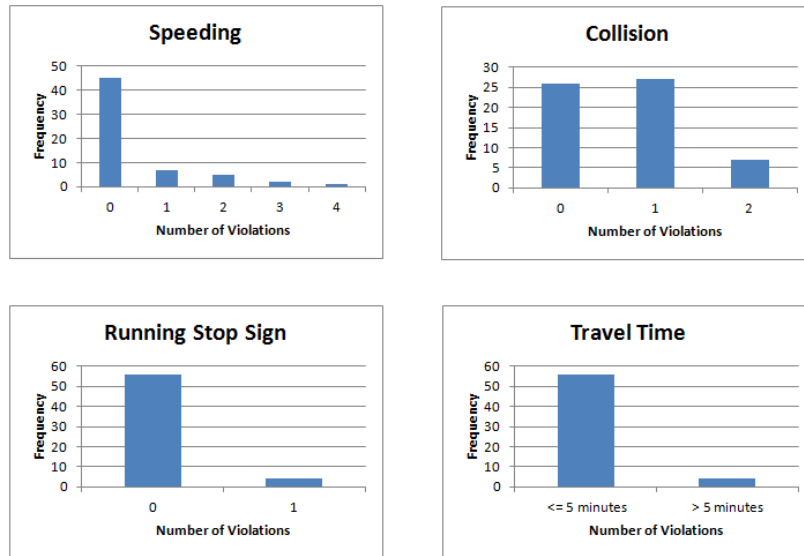 Speeding
50
40
30
20
10
0
Frequency
0 1 2 3 4
Number of Violations
Collision
30
25
20
15
10
5
0
Frequency
0 1 2
Number of Violations
Running Stop Sign
60
50
40
30
20
10
0
Frequency
0 1
Number of Violations
Travel Time
60
50
40
30
20
10
0
Frequency
<= 5 minutes > 5 minutes
Number of Violations